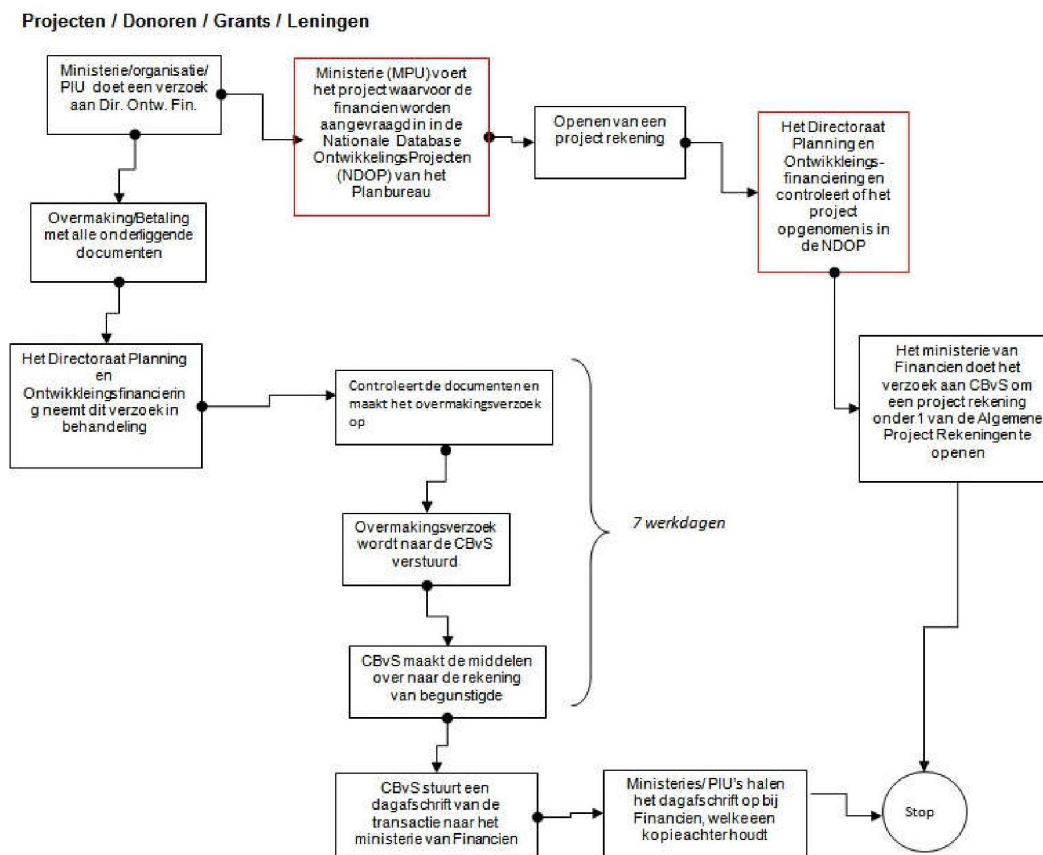 Projecten / Donoren / Grants / Leningen
Ministerie/organisatie/
PIU doet een verzoek
aan Dir. Ontw. Fin.
Ministerie (MPU) voert
het project waarvoor de
financien worden
aangevraagd in in de
Nationale Database
OntwikkelingsProjecten
(NDOP) van het
Planbureau
Openen van een
project rekening
Het Directoraat
Planning en
Ontwikkleings-
financiering en
controleert of het
project
opgenomen is in
de NDOP
Overmaking/Betaling
met alle onderliggende
documenten
Het Directoraat Planning
en
Ontwikkleingsfinancierin
g neemt dit verzoek in
behandeling
Controleert de documenten en
maakt het overmakingsverzoek
op
Het ministerie van
Financien doet het
verzoek aan CBvS om
een project rekening
onder 1 van de Algemene
Project Rekeningen te
openen
Overmakingsverzoek
wordt naar de CBvS
verstuurd
7 werkdagen
CBvS maakt de middelen
over naar de rekening
van begunstigde
CBvS stuurt een
dagafschrift van de
transactie naar het
ministerie van Financien
Ministeries/ PIU's halen
het dagafschrift op bij
Financien, welke een
kopie achterhoudt
Stop